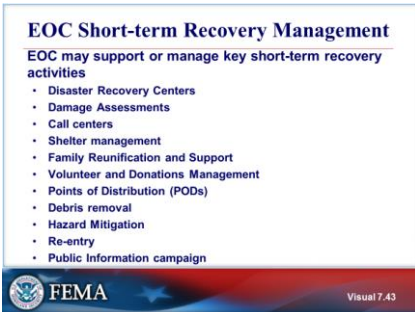 EOC Short-term Recovery Management
EOC may support or manage key short-term recovery
activities
• Disaster Recovery Centers
• Damage Assessments
• Call centers
• Shelter management
• Family Reunification and Support
• Volunteer and Donations Management
• Points of Distribution (PODs)
• Debris removal
• Hazard Mitigation
• Re-entry
• Public Information campaign
FEMA
Visual 7.43